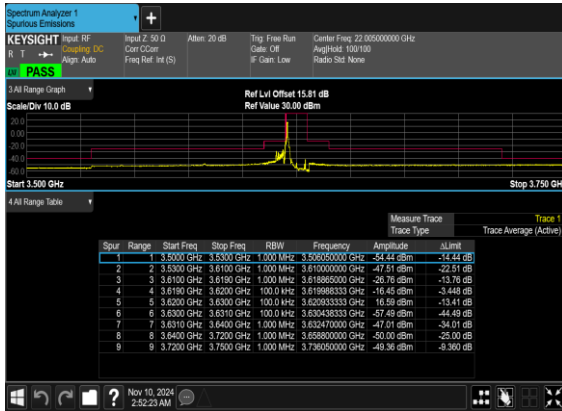 Spectrum Analyzer 1
Spurious Emissions
KEYSIGHT Input: RF Input Z: 50 Ω Atten: 20 dB Trig: Free Run Center Freq: 22.005000000 GHz
R T Coupling: DC Corr CCorr Gate: Off Avg|Hold: 100/100
Align: Auto Freq Ref: Int (S) IF Gain: Low Radio Std: None
PASS
3 All Range Graph
Ref Lvl Offset 15.81 dB
Scale/Div 10.0 dB Ref Value 30.00 dBm
20.0
0.00
-20.0
-40.0
-60.0
Start 3.500 GHz Stop 3.750 GH
4 All Range Table
Measure Trace Trace 1
Trace Type Trace Average (Active)
Spur Range Start Freq Stop Freq RBW Frequency Amplitude ΔLimit
1 1 3.5000 GHz 3.5300 GHz 1.000 MHz 3.506050000 GHz -54.44 dBm -14.44 dB
2 2 3.5300 GHz 3.6100 GHz 1.000 MHz 3.610000000 GHz -47.51 dBm -22.51 dB
3 3 3.6100 GHz 3.6190 GHz 1.000 MHz 3.618865000 GHz -26.76 dBm -13.76 dB
4 4 3.6190 GHz 3.6200 GHz 100.0 kHz 3.619988333 GHz -16.45 dBm -3.448 dB
5 5 3.6200 GHz 3.6300 GHz 100.0 kHz 3.620933333 GHz 16.59 dBm -13.41 dB
6 6 3.6300 GHz 3.6310 GHz 100.0 kHz 3.630438333 GHz -57.49 dBm -44.49 dB
7 7 3.6310 GHz 3.6400 GHz 1.000 MHz 3.632470000 GHz -47.01 dBm -34.01 dB
8 8 3.6400 GHz 3.7200 GHz 1.000 MHz 3.658800000 GHz -50.00 dBm -25.00 dB
9 9 3.7200 GHz 3.7500 GHz 1.000 MHz 3.736050000 GHz -49.36 dBm -9.360 dB
Nov 10, 2024
2:52:23 AM